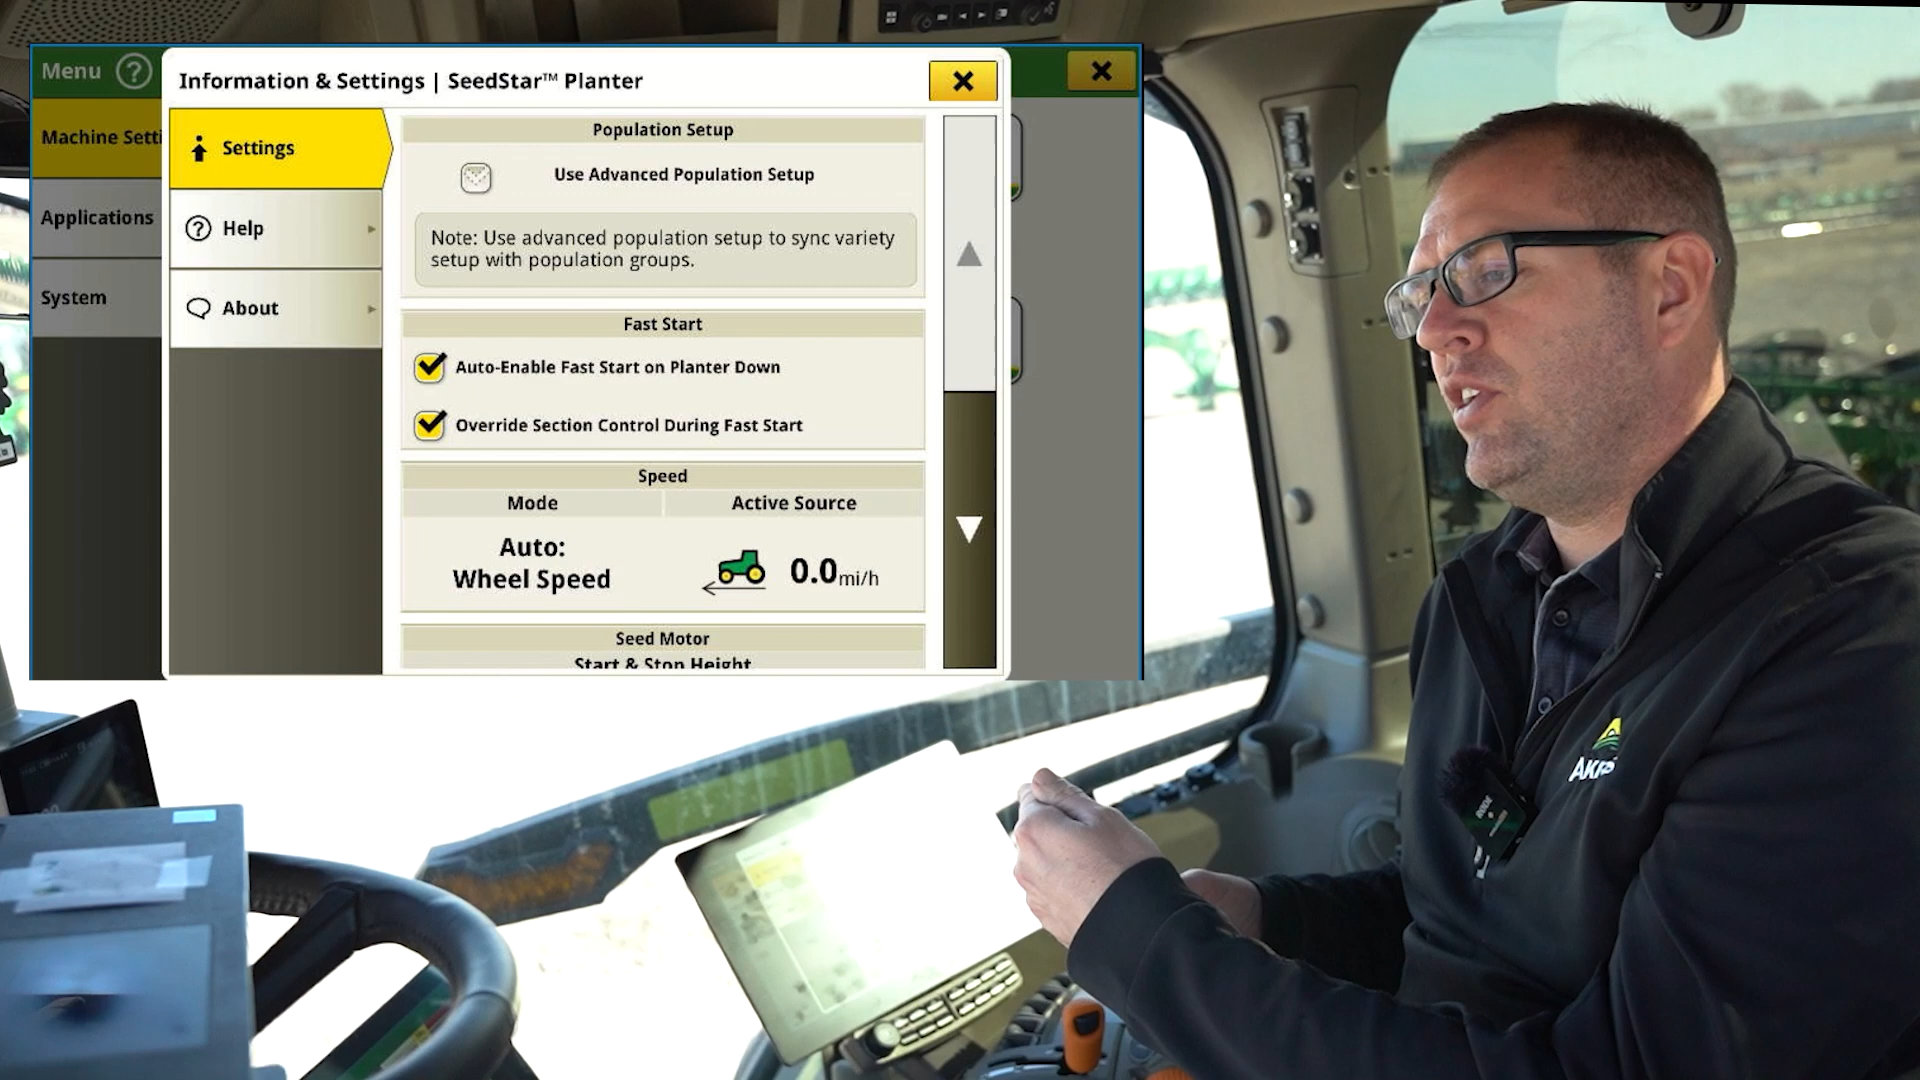 Menu
Information & Settings | SeedStar™ Planter
Machine Setti
Applications
System
Settings
Help
About
Population Setup
Use Advanced Population Setup
Note: Use advanced population setup to sync variety
setup with population groups.
Fast Start
Auto-Enable Fast Start on Planter Down
Override Section Control During Fast Start
Speed
Mode
Active Source
Auto:
Wheel Speed
0.0 mi/h
Seed Motor
Start & Stop Height